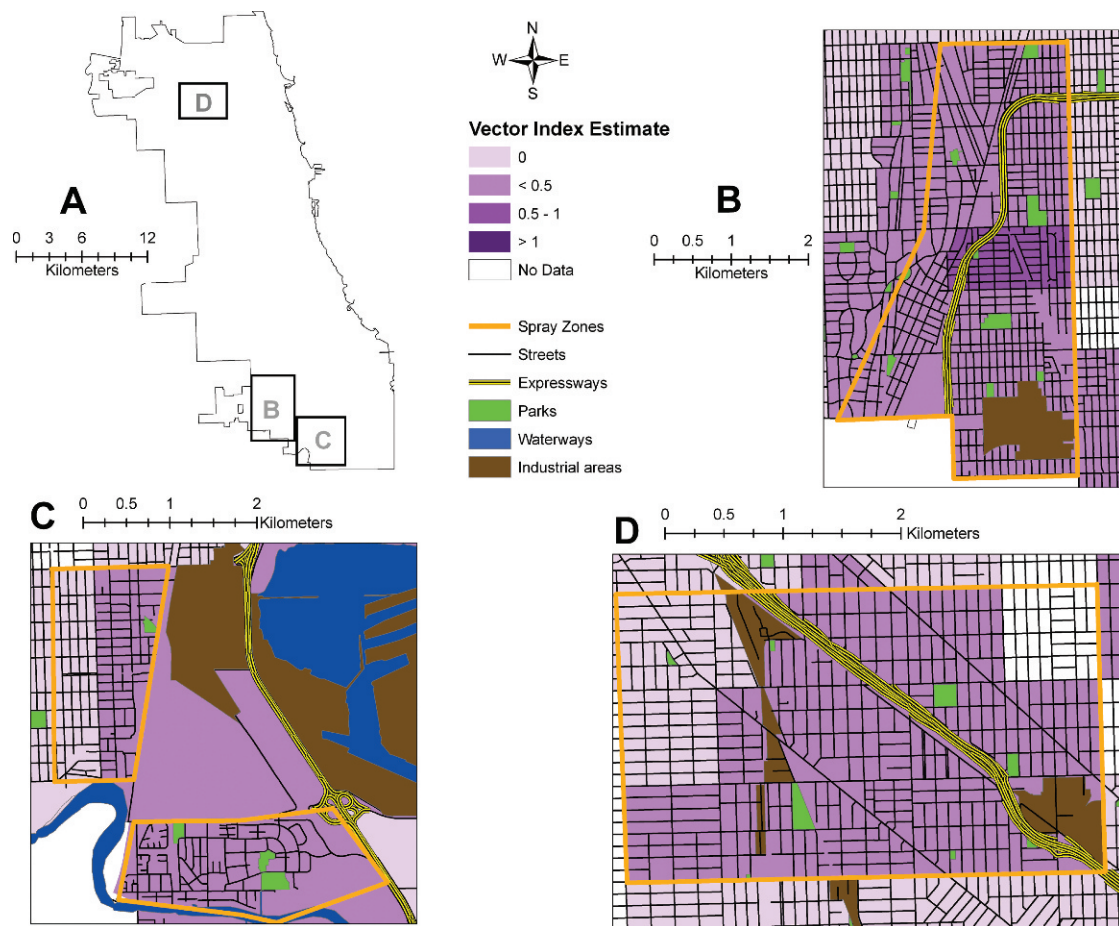 N
W E
S
D
A
0 3 6 12
Kilometers
B
C
Vector Index Estimate
0
< 0.5
0.5 - 1
> 1
No Data
Spray Zones
Streets
Expressways
Parks
Waterways
Industrial areas
B
0 0.5 1 2
Kilometers
C
0 0.5 1 2
Kilometers
D
0 0.5 1 2
Kilometers